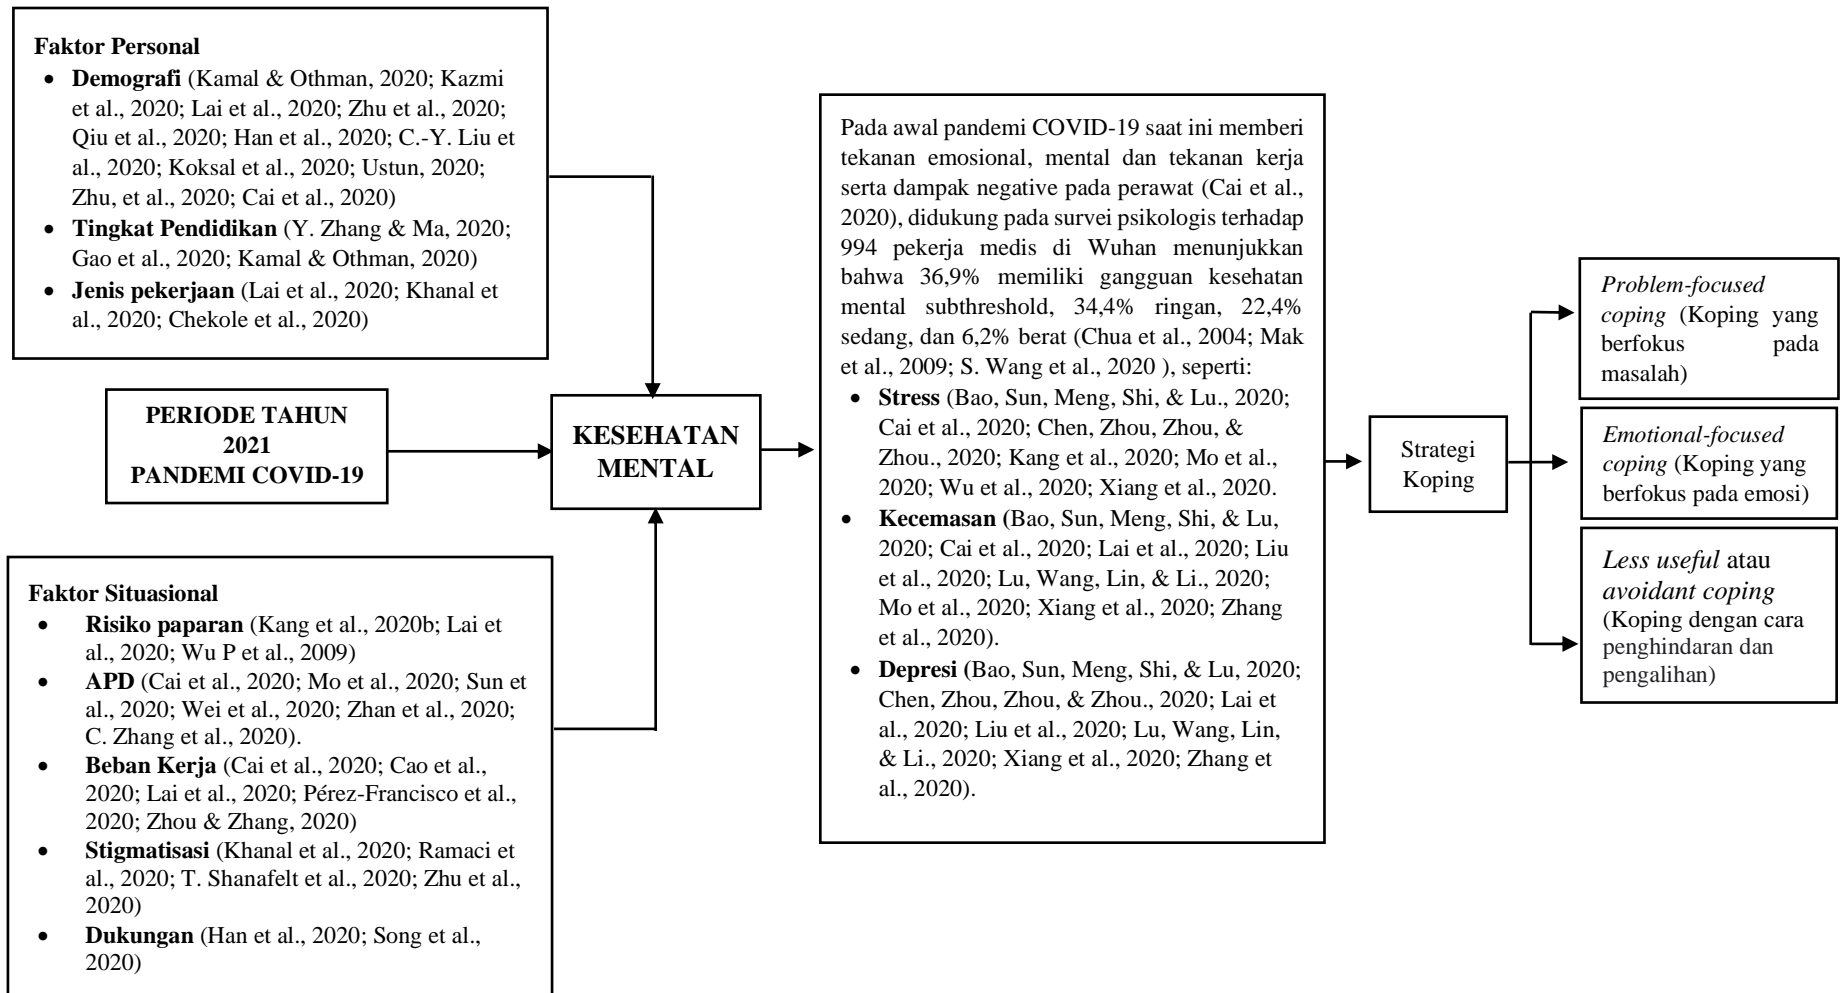 Faktor Personal
• Demografi (Kamal & Othman, 2020; Kazmi
et al., 2020; Lai et al., 2020; Zhu et al., 2020;
Qiu et al., 2020; Han et al., 2020; C.-Y. Liu et
al., 2020; Koksal et al., 2020; Ustun, 2020;
Zhu, et al., 2020; Cai et al., 2020)
• Tingkat Pendidikan (Y. Zhang & Ma, 2020;
Gao et al., 2020; Kamal & Othman, 2020)
• Jenis pekerjaan (Lai et al., 2020; Khanal et
al., 2020; Chekole et al., 2020)
PERIODE TAHUN
2021
PANDEMI COVID-19
Faktor Situasional
• Risiko paparan (Kang et al., 2020b; Lai et
al., 2020; Wu P et al., 2009)
• APD (Cai et al., 2020; Mo et al., 2020; Sun et
al., 2020; Wei et al., 2020; Zhan et al., 2020;
C. Zhang et al., 2020).
• Beban Kerja (Cai et al., 2020; Cao et al.,
2020; Lai et al., 2020; Pérez-Francisco et al.,
2020; Zhou & Zhang, 2020)
• Stigmatisasi (Khanal et al., 2020; Ramaci et
al., 2020; T. Shanafelt et al., 2020; Zhu et al.,
2020)
• Dukungan (Han et al., 2020; Song et al.,
2020)
KESEHATAN
MENTAL
Pada awal pandemi COVID-19 saat ini memberi
tekanan emosional, mental dan tekanan kerja
serta dampak negative pada perawat (Cai et al.,
2020), didukung pada survei psikologis terhadap
994 pekerja medis di Wuhan menunjukkan
bahwa 36,9% memiliki gangguan kesehatan
mental subthreshold, 34,4% ringan, 22,4%
sedang, dan 6,2% berat (Chua et al., 2004; Mak
et al., 2009; S. Wang et al., 2020 ), seperti:
• Stress (Bao, Sun, Meng, Shi, & Lu., 2020;
Cai et al., 2020; Chen, Zhou, Zhou, &
Zhou., 2020; Kang et al., 2020; Mo et al.,
2020; Wu et al., 2020; Xiang et al., 2020.
• Kecemasan (Bao, Sun, Meng, Shi, & Lu,
2020; Cai et al., 2020; Lai et al., 2020; Liu
et al., 2020; Lu, Wang, Lin, & Li., 2020;
Mo et al., 2020; Xiang et al., 2020; Zhang
et al., 2020).
• Depresi (Bao, Sun, Meng, Shi, & Lu, 2020;
Chen, Zhou, Zhou, & Zhou., 2020; Lai et
al., 2020; Liu et al., 2020; Lu, Wang, Lin,
& Li., 2020; Xiang et al., 2020; Zhang et
al., 2020).
Strategi
Koping
Problem-focused
coping (Koping yang
berfokus pada
masalah)
Emotional-focused
coping (Koping yang
berfokus pada emosi)
Less useful atau
avoidant coping
(Koping dengan cara
penghindaran dan
pengalihan)